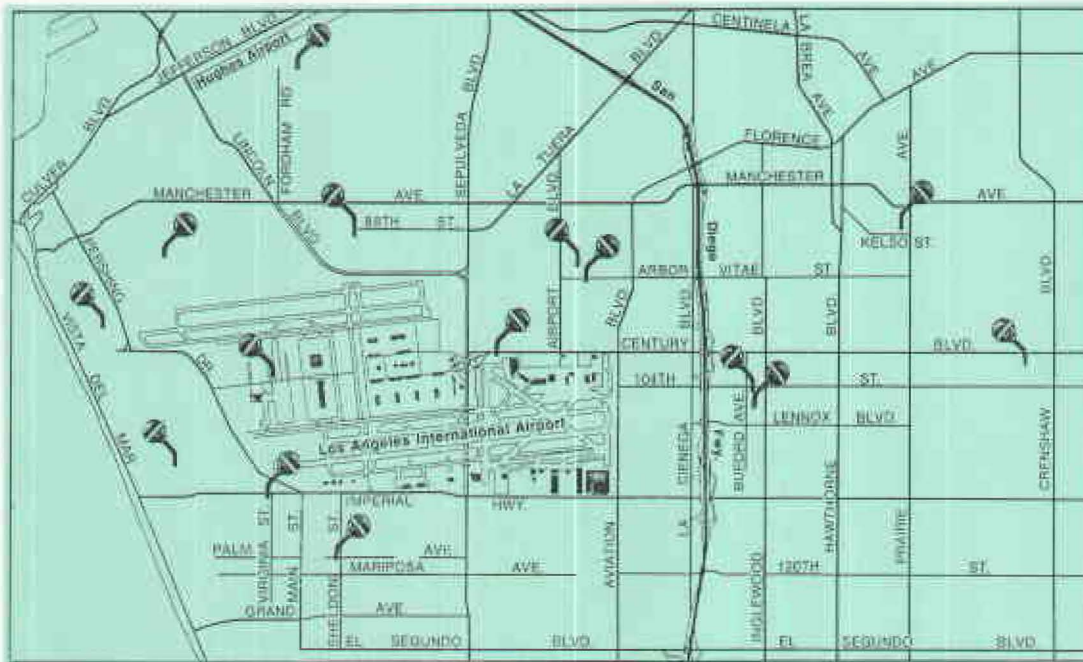 CENTINELA AVE.
LA BREA AVE.
JEFFERSON BLVD.
Hughes Airport
CULVER BLVD.
FORDHAM RD
LINCOLN BLVD.
SEPULVEDA BLVD.
LA TIJERA BLVD.
San Diego Fwy.
FLORENCE AVE.
MANCHESTER AVE.
MANCHESTER AVE.
88TH ST.
KELSO ST.
PERSHING DR.
ARBOR VITAE ST.
AIRPORT BLVD.
VISTA DEL MAR
CENTURY BLVD.
104TH ST.
LENNOX BLVD.
Los Angeles International Airport
LA CIENEGA BLVD.
BUFORD AVE.
INGLEWOOD BLVD.
HAWTHORNE BLVD.
PRAIRIE AVE.
CRENSHAW BLVD.
IMPERIAL HWY.
AVIATION BLVD.
VIRGINIA ST.
MAIN ST.
SHELDON ST.
PALM AVE.
MARIPOSA AVE.
120TH ST.
GRAND AVE.
EL SEGUNDO BLVD.
EL SEGUNDO BLVD